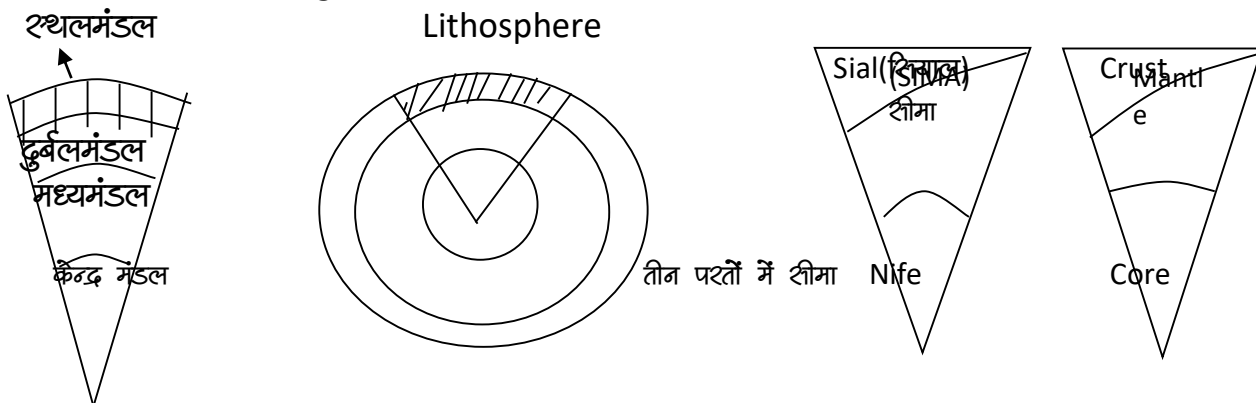 स्थलमंडल
Lithosphere
दुर्बलमंडल
मध्यमंडल
केन्द्र मंडल
तीन परतों में सीमा
Sial(सियाल)
(SIMA)
सीमा
Nife
Crust
Mantl
e
Core